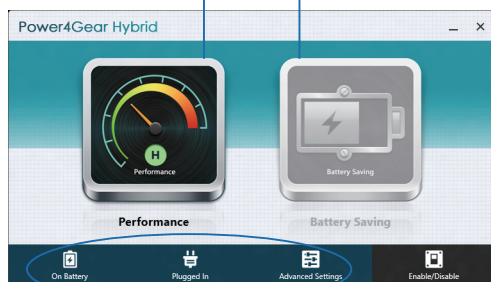 Power4Gear Hybrid
H
Performance
Battery Saving
Performance
Battery Saving
On Battery
Plugged In
Advanced Settings
Enable/Disable